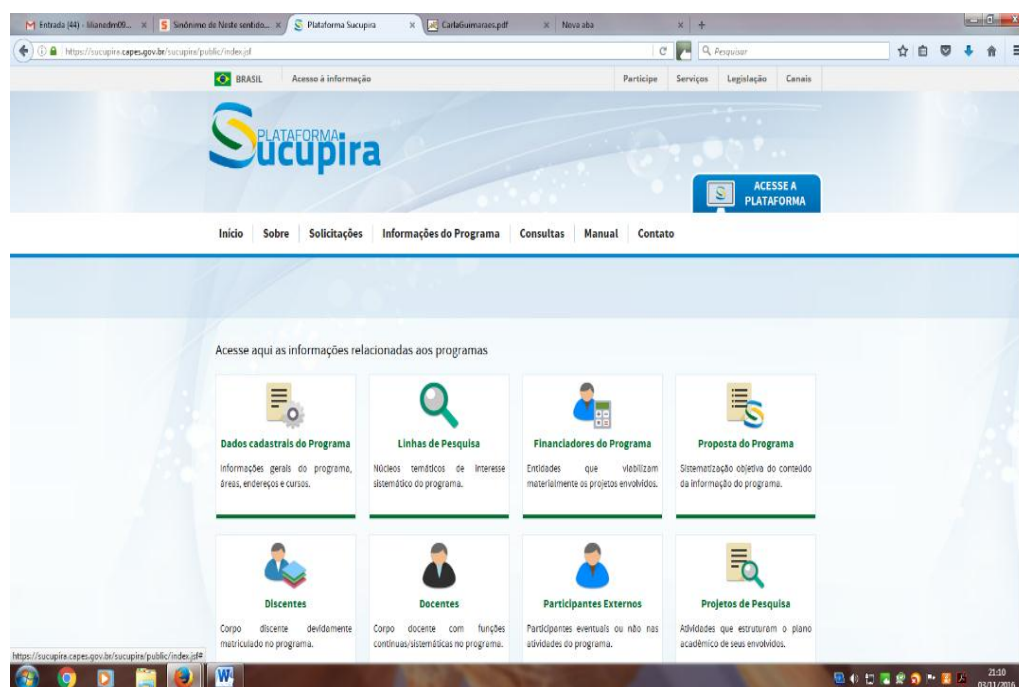 Entrada (44) - lilianedm09...
Sinônimo de Neste sentido...
Plataforma Sucupira
CarlaGuimaraes.pdf
Nova aba
https://sucupira.capes.gov.br/sucupira/public/index.jsf
Pesquisar
BRASIL
Acesso à informação
Participe
Serviços
Legislação
Canais
PLATAFORMA
Sucupira
ACESSE A
PLATAFORMA
Início
Sobre
Solicitações
Informações do Programa
Consultas
Manual
Contato
Acesse aqui as informações relacionadas aos programas
Dados cadastrais do Programa
Informações gerais do programa,
áreas, endereços e cursos.
Linhas de Pesquisa
Núcleos temáticos de interesse
sistemático do programa.
Financiadores do Programa
Entidades que viabilizam
materialmente os projetos envolvidos.
Proposta do Programa
Sistematização objetiva do conteúdo
da informação do programa.
Discentes
Corpo discente devidamente
matriculado no programa.
Docentes
Corpo docente com funções
contínuas/sistemáticas no programa.
Participantes Externos
Participantes eventuais ou não nas
atividades do programa.
Projetos de Pesquisa
Atividades que estruturam o plano
acadêmico de seus envolvidos.
https://sucupira.capes.gov.br/sucupira/public/index.jsf#
21:10
03/11/2016